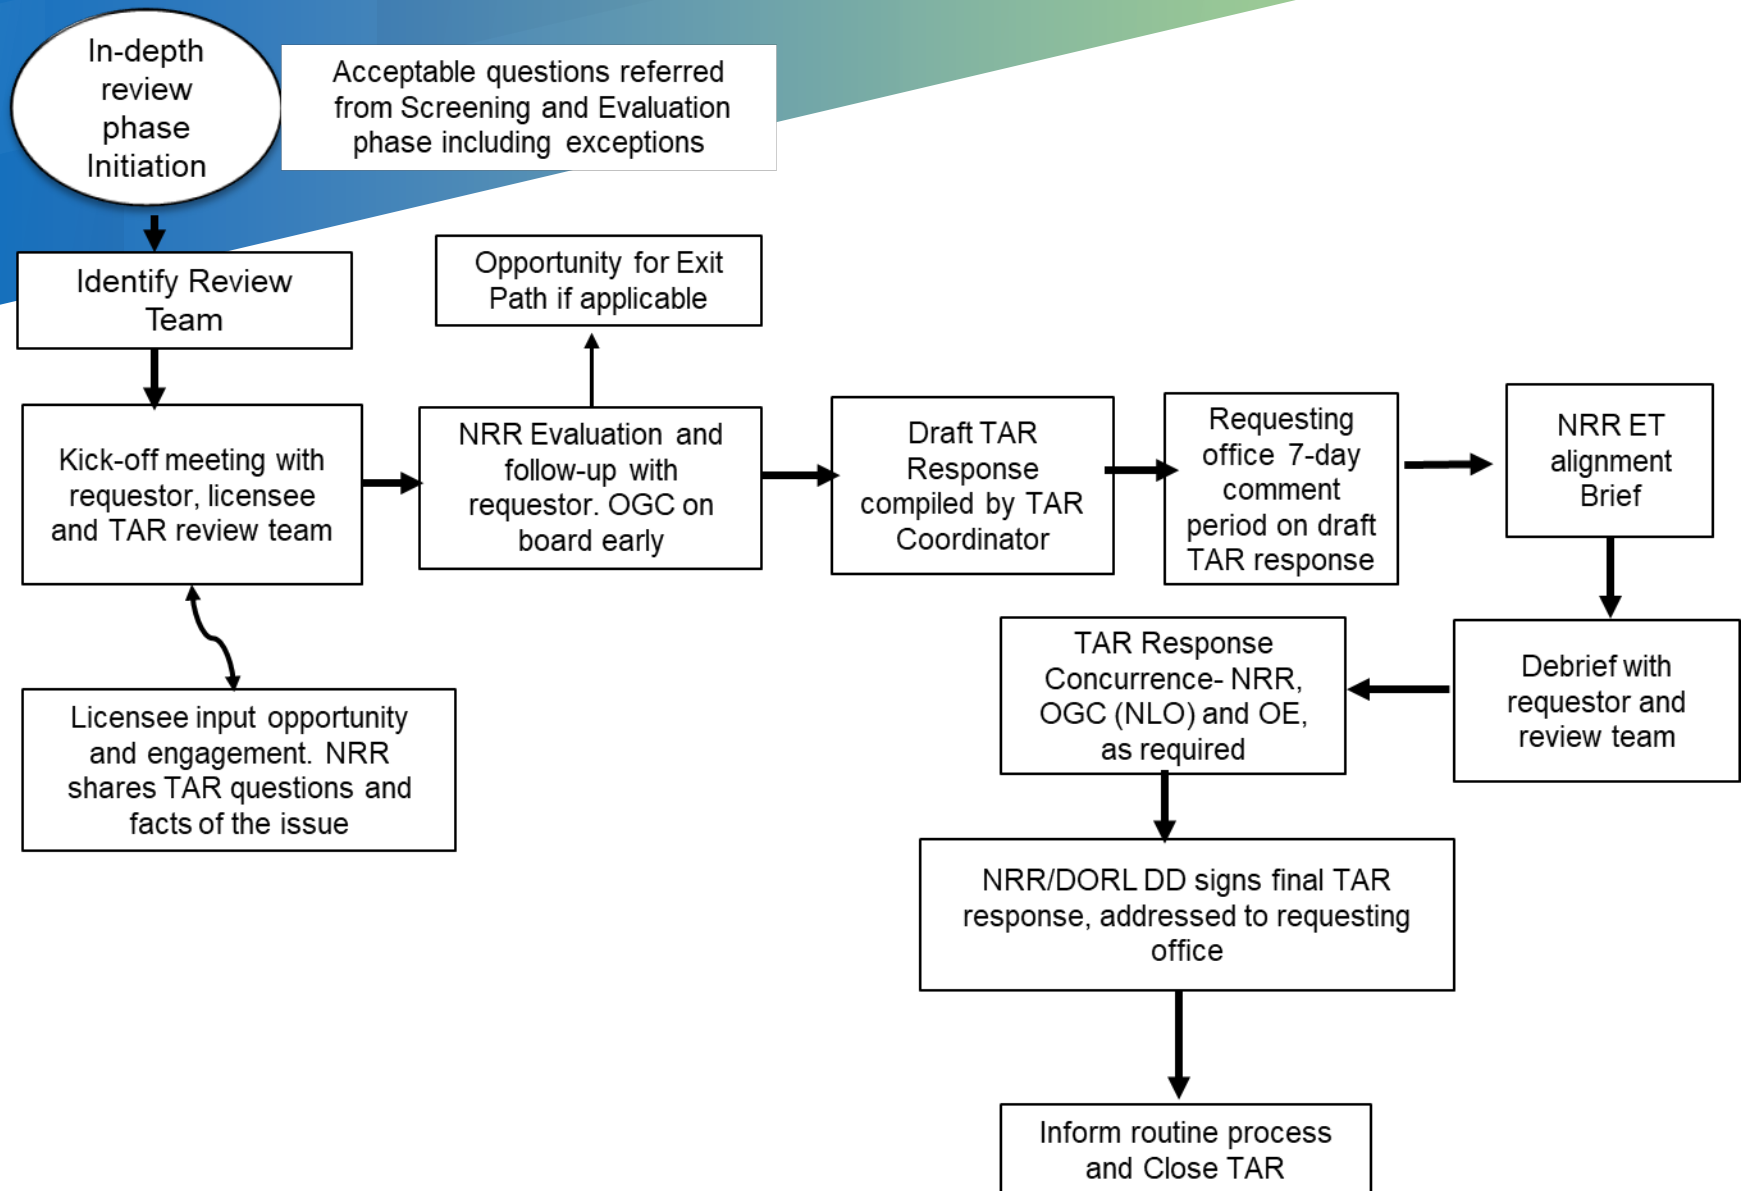 In-depth
review
phase
Initiation
Acceptable questions referred
from Screening and Evaluation
phase including exceptions
Identify Review
Team
Opportunity for Exit
Path if applicable
Kick-off meeting with
requestor, licensee
and TAR review team
NRR Evaluation and
follow-up with
requestor. OGC on
board early
Draft TAR
Response
compiled by TAR
Coordinator
Requesting
office 7-day
comment
period on draft
TAR response
NRR ET
alignment
Brief
Licensee input opportunity
and engagement. NRR
shares TAR questions and
facts of the issue
TAR Response
Concurrence- NRR,
OGC (NLO) and OE,
as required
Debrief with
requestor and
review team
NRR/DORL DD signs final TAR
response, addressed to requesting
office
Inform routine process
and Close TAR